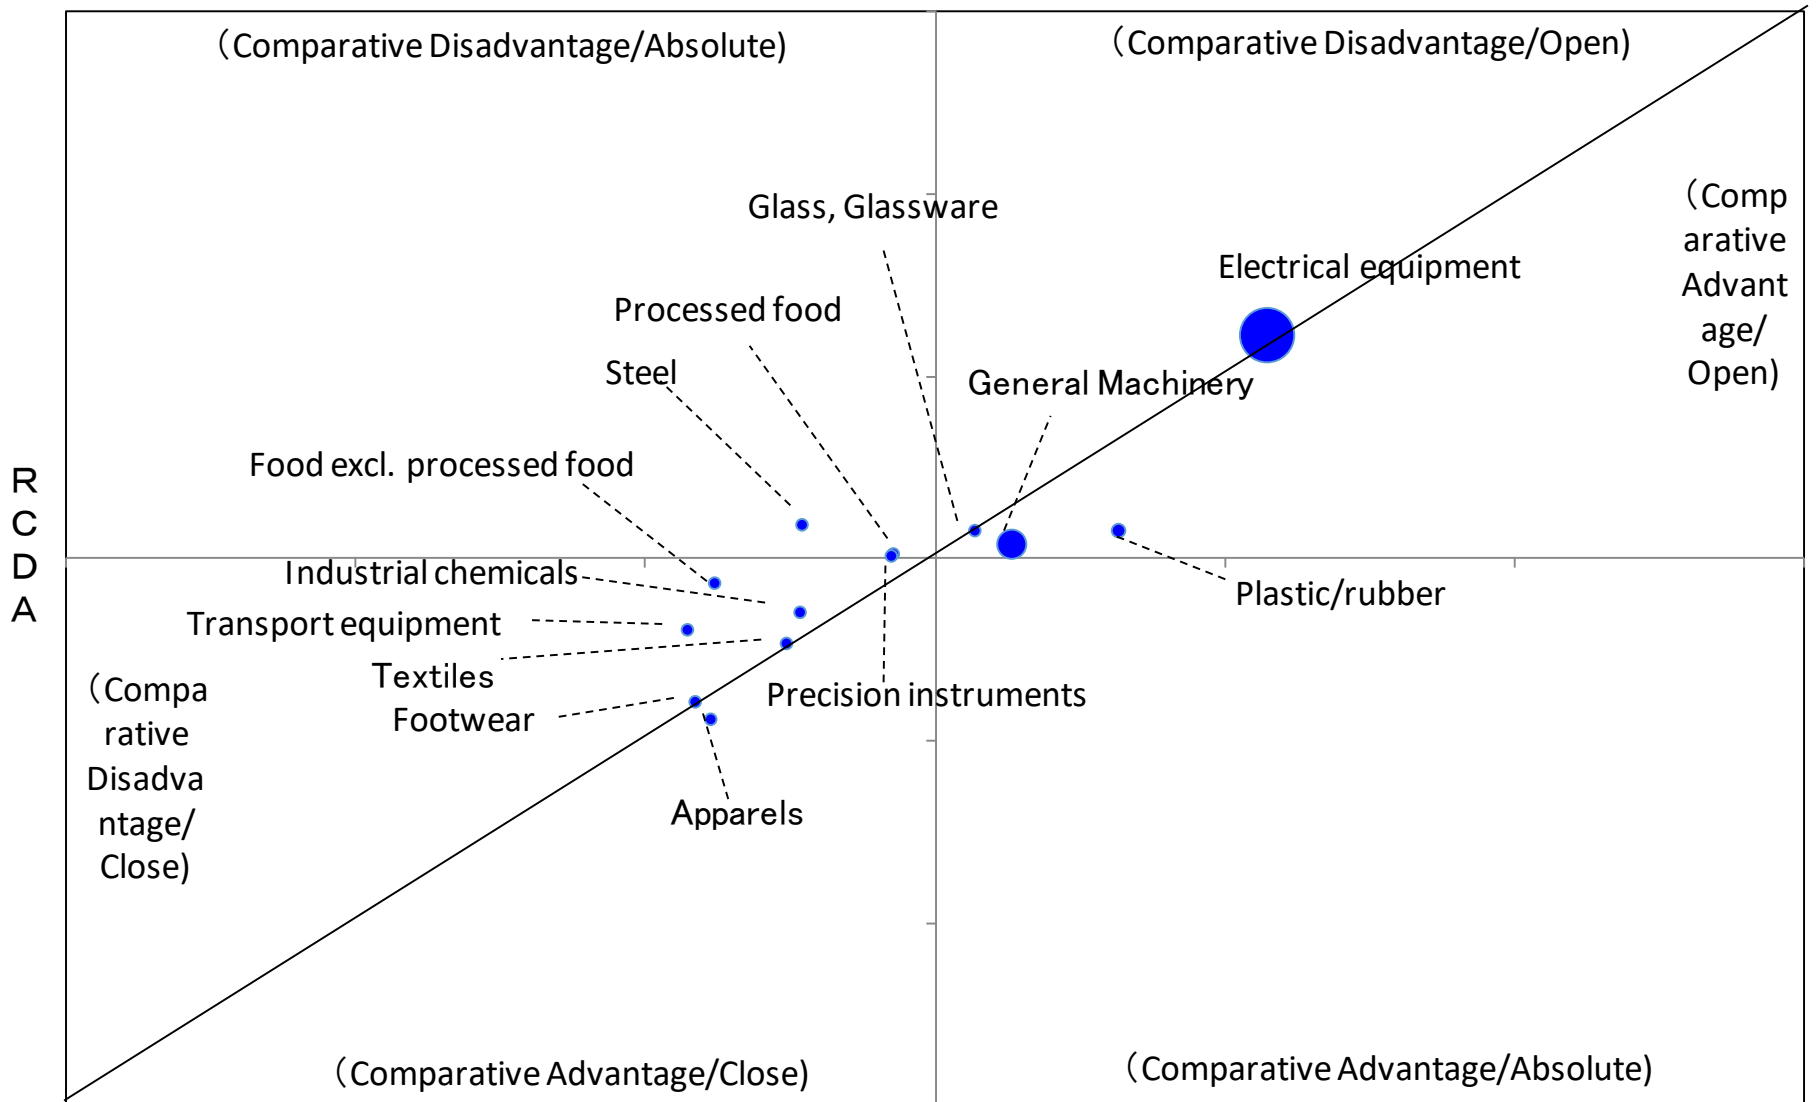 （Comparative Disadvantage/Absolute)
（Comparative Disadvantage/Open)
Glass, Glassware
（Comp
arative
Advant
age/
Open)
Electrical equipment
Processed food
Steel
General Machinery
Food excl. processed food
R
C
D
A
Industrial chemicals
Plastic/rubber
Transport equipment
Textiles
Precision instruments
Footwear
（Compa
rative
Disadva
ntage/
Close)
Apparels
（Comparative Advantage/Close)
（Comparative Advantage/Absolute)